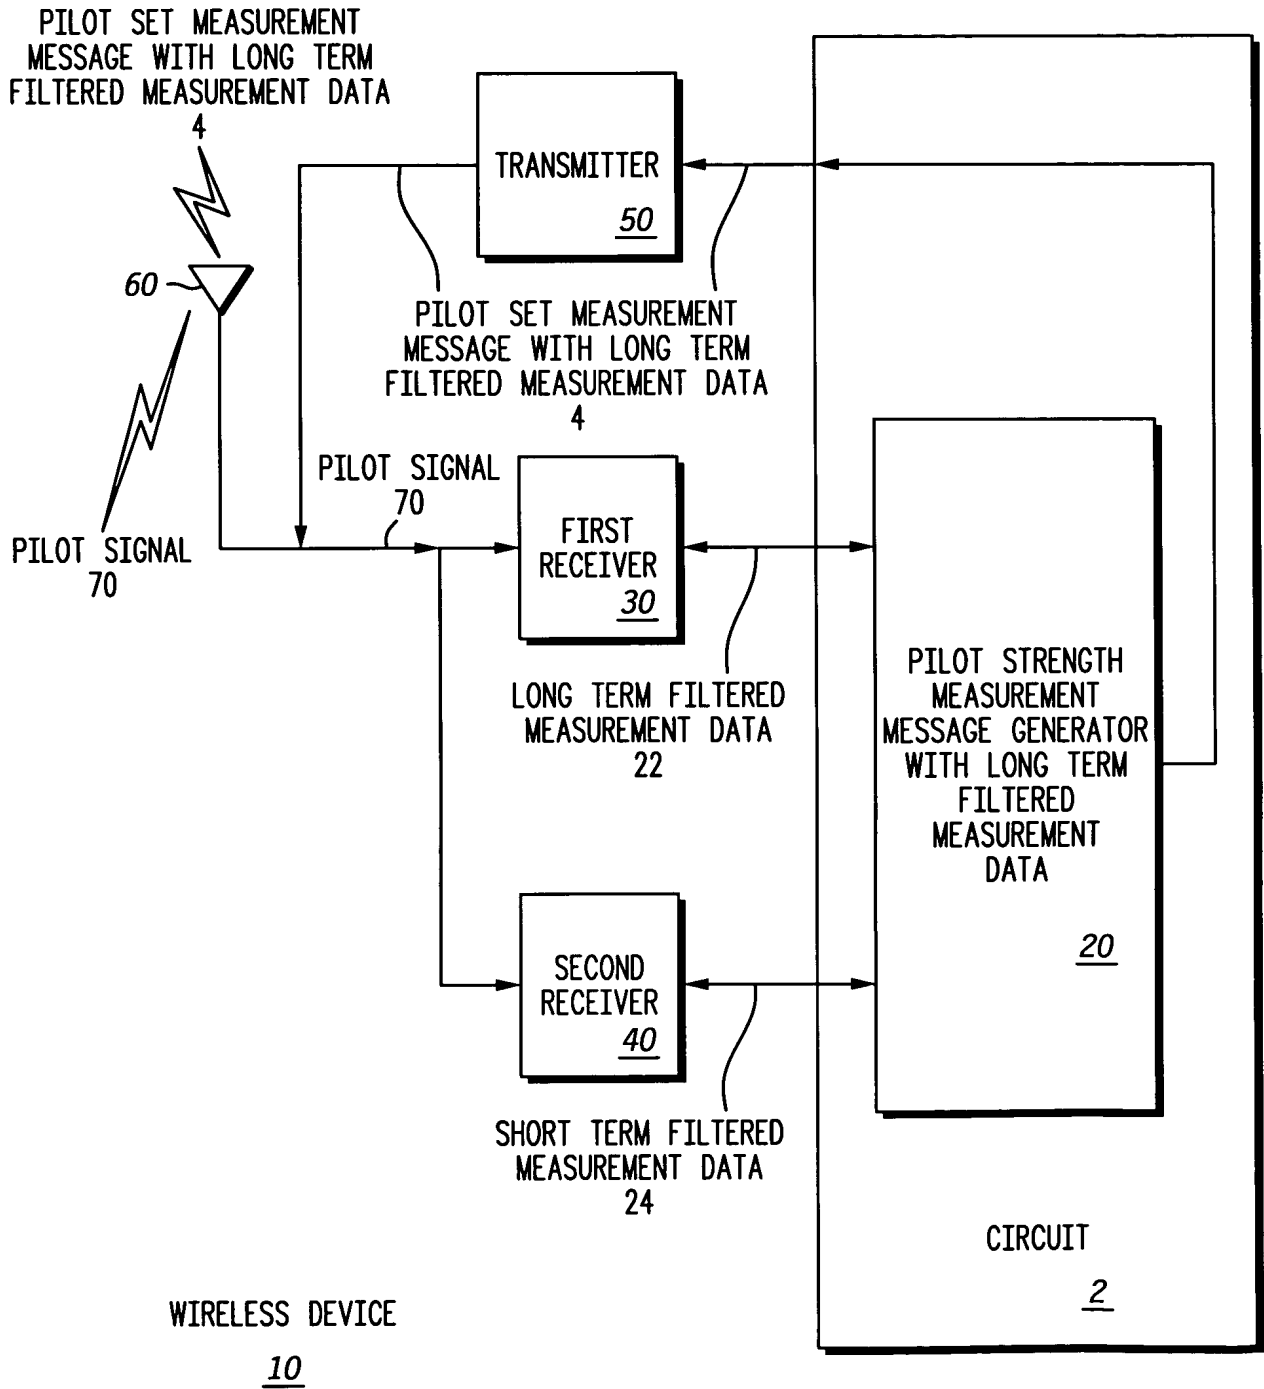 PILOT SET MEASUREMENT
MESSAGE WITH LONG TERM
FILTERED MEASUREMENT DATA
4
TRANSMITTER
50
60
PILOT SET MEASUREMENT
MESSAGE WITH LONG TERM
FILTERED MEASUREMENT DATA
4
PILOT SIGNAL
70
PILOT SIGNAL
70
FIRST
RECEIVER
30
LONG TERM FILTERED
MEASUREMENT DATA
22
PILOT STRENGTH
MEASUREMENT
MESSAGE GENERATOR
WITH LONG TERM
FILTERED
MEASUREMENT
DATA
20
SECOND
RECEIVER
40
SHORT TERM FILTERED
MEASUREMENT DATA
24
CIRCUIT
2
WIRELESS DEVICE
10